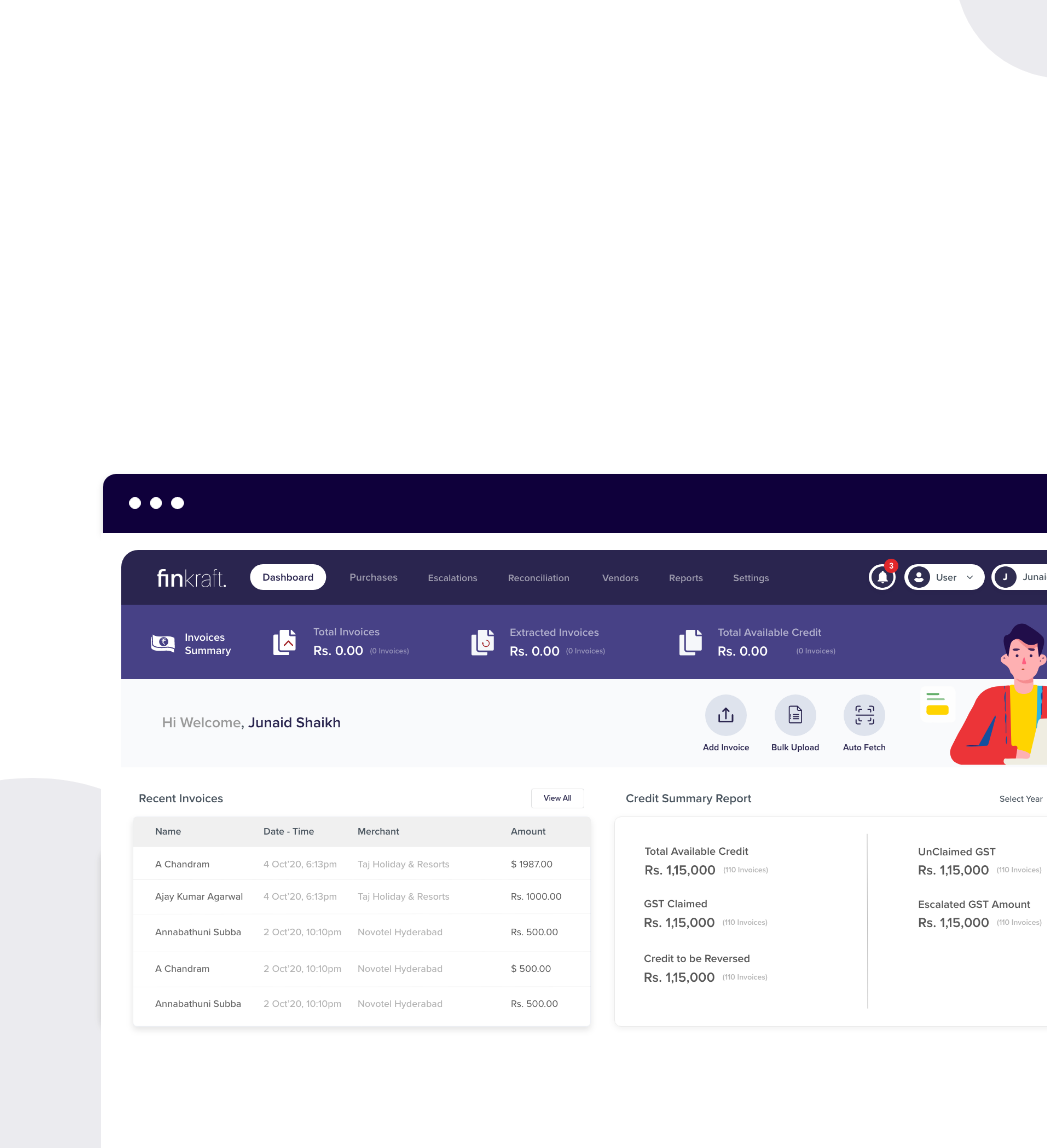 finkraft.
Dashboard
Purchases
Escalations
Reconciliation
Vendors
Reports
Settings
3
User
J
Invoices
Summary
Total Invoices
Rs. 0.00 (0 Invoices)
Extracted Invoices
Rs. 0.00 (0 Invoices)
Total Available Credit
Rs. 0.00 (0 Invoices)
Hi Welcome, Junaid Shaikh
Add Invoice
Bulk Upload
Auto Fetch
Recent Invoices
View All
Name Date - Time Merchant Amount
A Chandram 4 Oct'20, 6:13pm Taj Holiday & Resorts $ 1987.00
Ajay Kumar Agarwal 4 Oct'20, 6:13pm Taj Holiday & Resorts Rs. 1000.00
Annabathuni Subba 2 Oct'20, 10:10pm Novotel Hyderabad Rs. 500.00
A Chandram 2 Oct'20, 10:10pm Novotel Hyderabad $ 500.00
Annabathuni Subba 2 Oct'20, 10:10pm Novotel Hyderabad Rs. 500.00
Credit Summary Report
Select Year
Total Available Credit
Rs. 1,15,000 (110 Invoices)
GST Claimed
Rs. 1,15,000 (110 Invoices)
Credit to be Reversed
Rs. 1,15,000 (110 Invoices)
UnClaimed GST
Rs. 1,15,000 (110 Invoices)
Escalated GST Amount
Rs. 1,15,000 (110 Invoices)